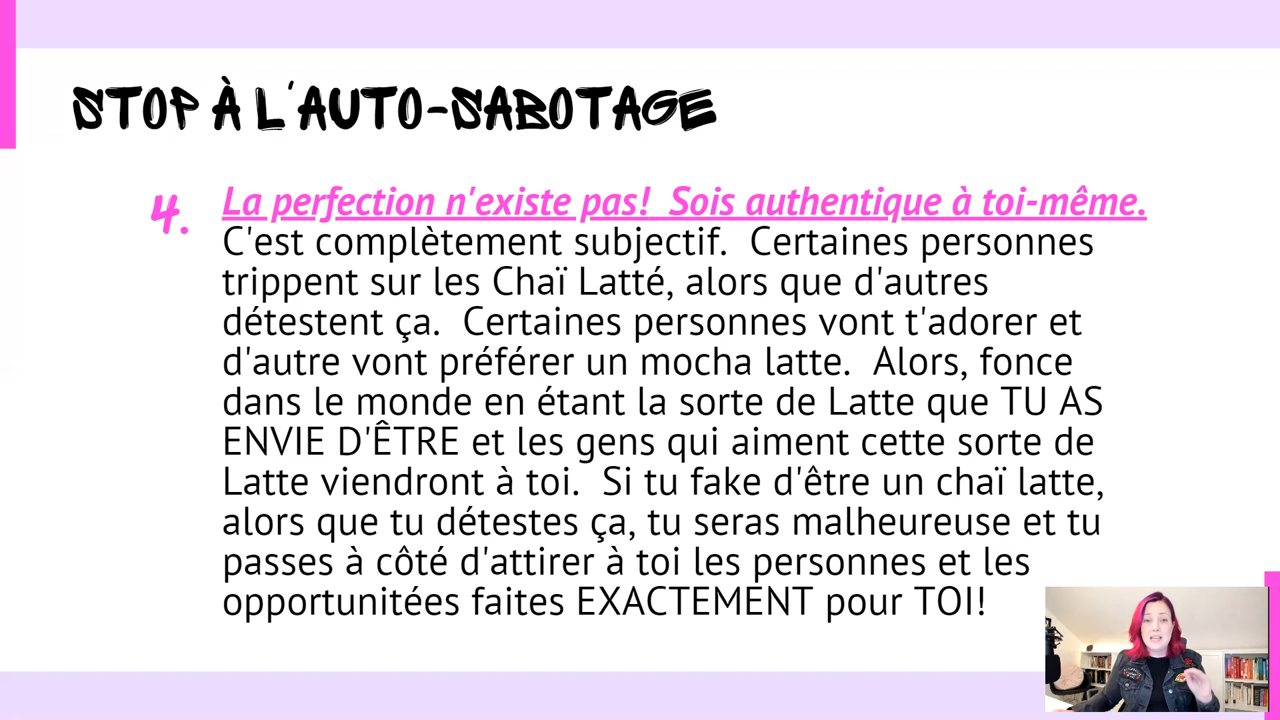 STOP À L'AUTO-SABOTAGE
4. La perfection n'existe pas!  Sois authentique à toi-même.
C'est complètement subjectif.  Certaines personnes
trippent sur les Chaï Latté, alors que d'autres
détestent ça.  Certaines personnes vont t'adorer et
d'autre vont préférer un mocha latte.  Alors, fonce
dans le monde en étant la sorte de Latte que TU AS
ENVIE D'ÊTRE et les gens qui aiment cette sorte de
Latte viendront à toi.  Si tu fake d'être un chaï latte,
alors que tu détestes ça, tu seras malheureuse et tu
passes à côté d'attirer à toi les personnes et les
opportunitées faites EXACTEMENT pour TOI!